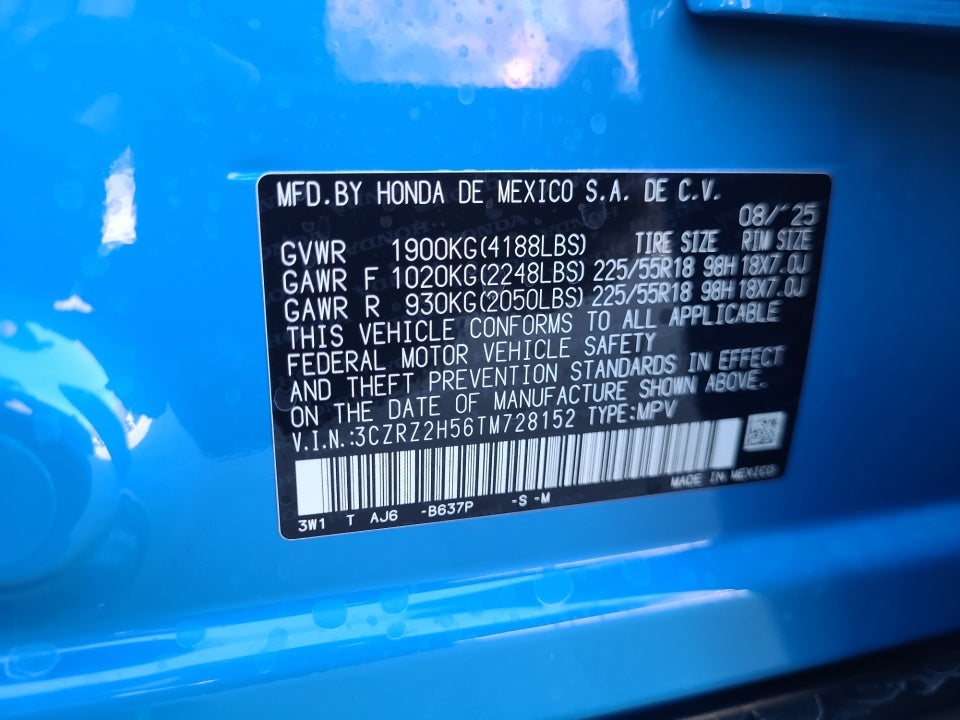 MFD.BY HONDA DE MEXICO S.A. DE C.V.
08/'25
GVWR 1900KG(4188LBS) TIRE SIZE RIM SIZE
GAWR F 1020KG(2248LBS) 225/55R18 98H 18X7.0J
GAWR R 930KG(2050LBS) 225/55R18 98H 18X7.0J
THIS VEHICLE CONFORMS TO ALL APPLICABLE
FEDERAL MOTOR VEHICLE SAFETY
AND THEFT PREVENTION STANDARDS IN EFFECT
ON THE DATE OF MANUFACTURE SHOWN ABOVE.
V.I.N.:3CZRZ2H56TM728152 TYPE:MPV
MADE IN MEXICO
3W1 T AJ6 -B637P -S -M